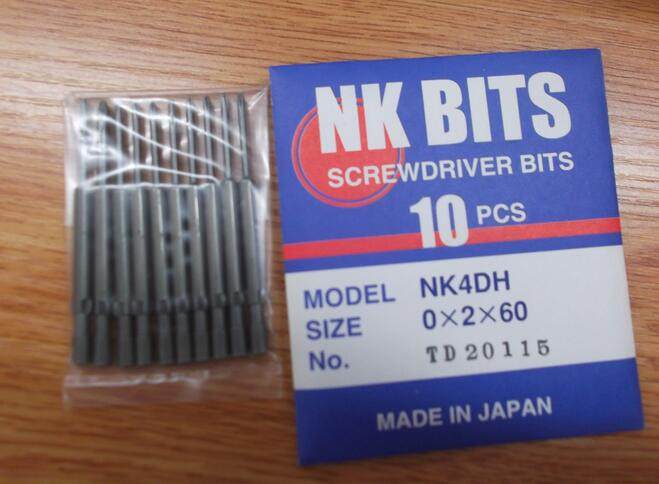 NK BITS
SCREWDRIVER BITS
10 PCS
MODEL NK4DH
SIZE 0×2×60
No. TD20115
MADE IN JAPAN